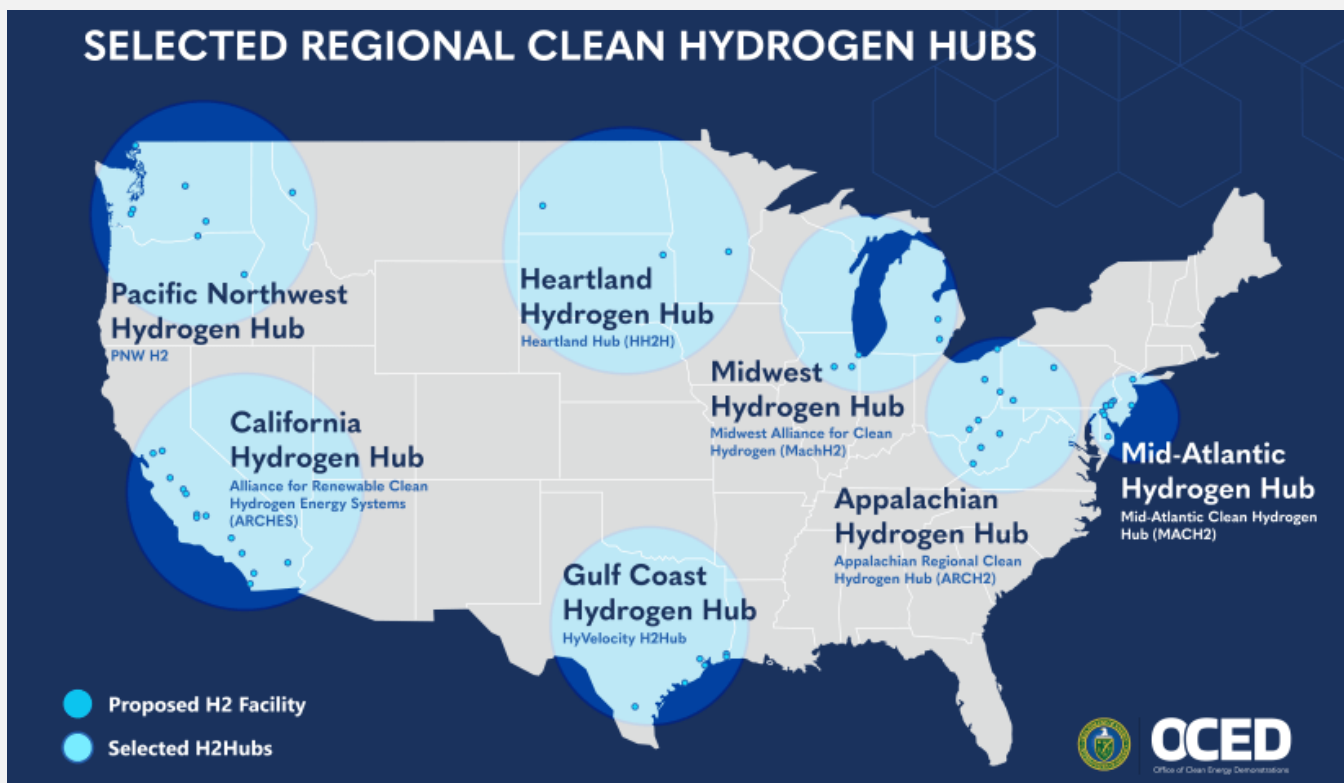 SELECTED REGIONAL CLEAN HYDROGEN HUBS
Pacific Northwest
Hydrogen Hub
PNW H2
Heartland
Hydrogen Hub
Heartland Hub (HH2H)
Midwest
Hydrogen Hub
Midwest Alliance for Clean
Hydrogen (MachH2)
California
Hydrogen Hub
Alliance for Renewable Clean
Hydrogen Energy Systems
(ARCHES)
Mid-Atlantic
Hydrogen Hub
Mid-Atlantic Clean Hydrogen
Hub (MACH2)
Appalachian
Hydrogen Hub
Appalachian Regional Clean
Hydrogen Hub (ARCH2)
Gulf Coast
Hydrogen Hub
HyVelocity H2Hub
Proposed H2 Facility
Selected H2Hubs
OCED
Office of Clean Energy Demonstrations